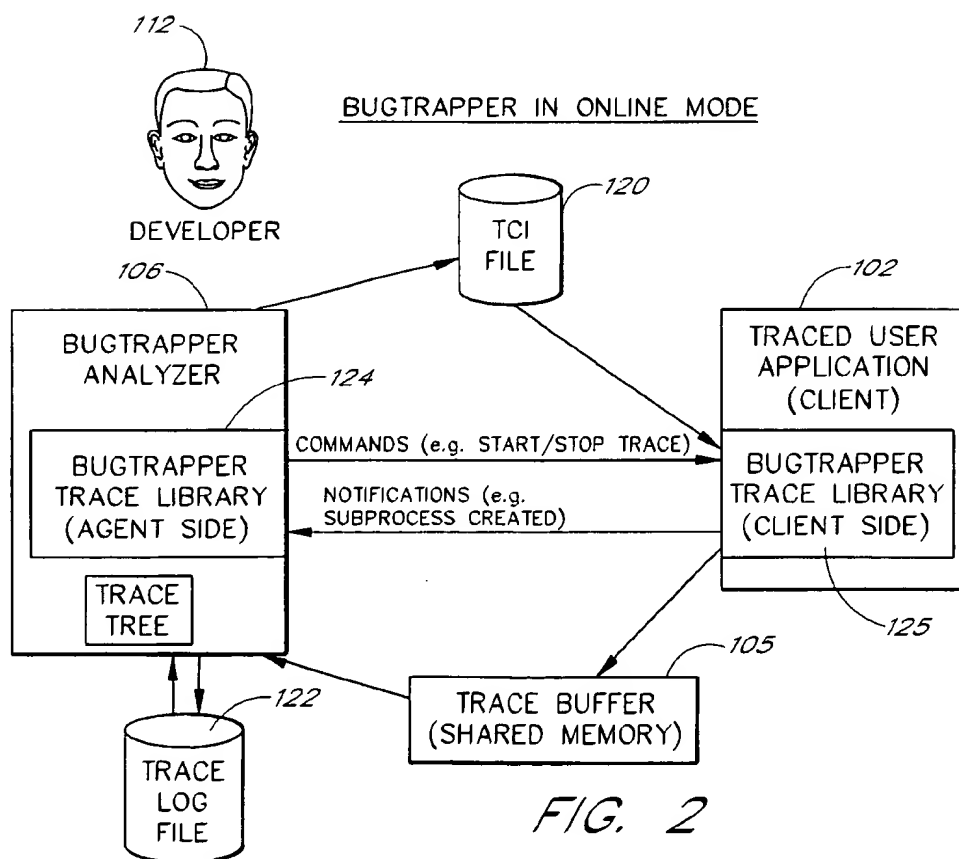 112
BUGTRAPPER IN ONLINE MODE
DEVELOPER
120
TCI
FILE
106
BUGTRAPPER
ANALYZER
124
BUGTRAPPER
TRACE LIBRARY
(AGENT SIDE)
TRACE
TREE
COMMANDS (e.g. START/STOP TRACE)
NOTIFICATIONS (e.g.
SUBPROCESS CREATED)
102
TRACED USER
APPLICATION
(CLIENT)
BUGTRAPPER
TRACE LIBRARY
(CLIENT SIDE)
125
105
TRACE BUFFER
(SHARED MEMORY)
122
TRACE
LOG
FILE
FIG. 2